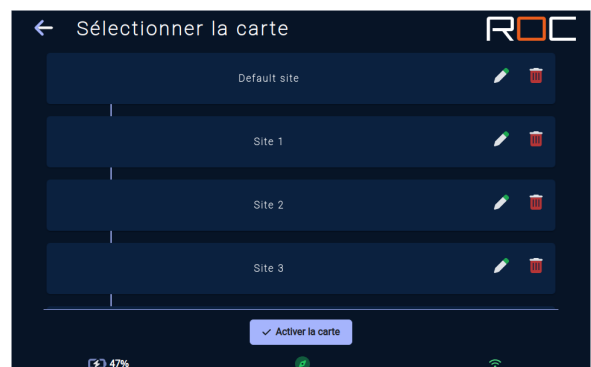 Sélectionner la carte
ROC
Default site
Site 1
Site 2
Site 3
Activer la carte
47%